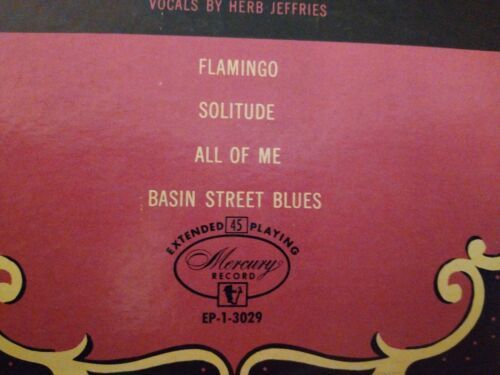 VOCALS BY HERB JEFFRIES
FLAMINGO
SOLITUDE
ALL OF ME
BASIN STREET BLUES
EXTENDED 45 PLAYING
Mercury
RECORD
EP-1-3029